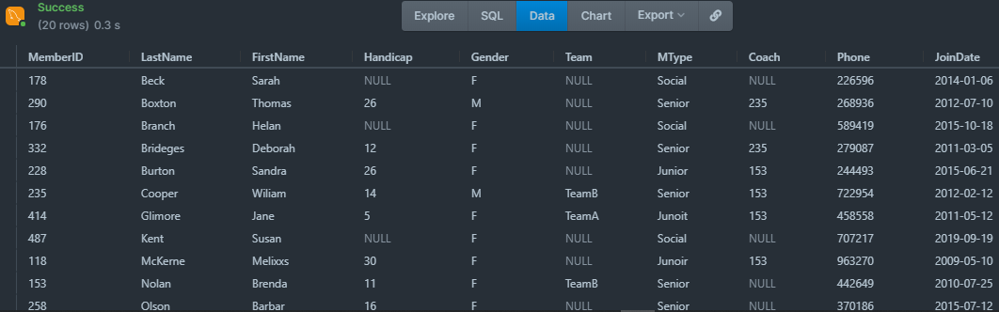 Success
(20 rows) 0.3 s
Explore SQL Data Chart Export
MemberID LastName FirstName Handicap Gender Team MType Coach Phone JoinDate
178 Beck Sarah NULL F NULL Social NULL 226596 2014-01-06
290 Boxton Thomas 26 M NULL Senior 235 268936 2012-07-10
176 Branch Helan NULL F NULL Social NULL 589419 2015-10-18
332 Brideges Deborah 12 F NULL Senior 235 279087 2011-03-05
228 Burton Sandra 26 F NULL Junior 153 244493 2015-06-21
235 Cooper Wiliam 14 M TeamB Senior 153 722954 2012-02-12
414 Glimore Jane 5 F TeamA Junoit 153 458558 2011-05-12
487 Kent Susan NULL F NULL Social NULL 707217 2019-09-19
118 McKerne Melixxs 30 F NULL Junoir 153 963270 2009-05-10
153 Nolan Brenda 11 F TeamB Senior NULL 442649 2010-07-25
258 Olson Barbar 16 F NULL Senior NULL 370186 2015-07-12